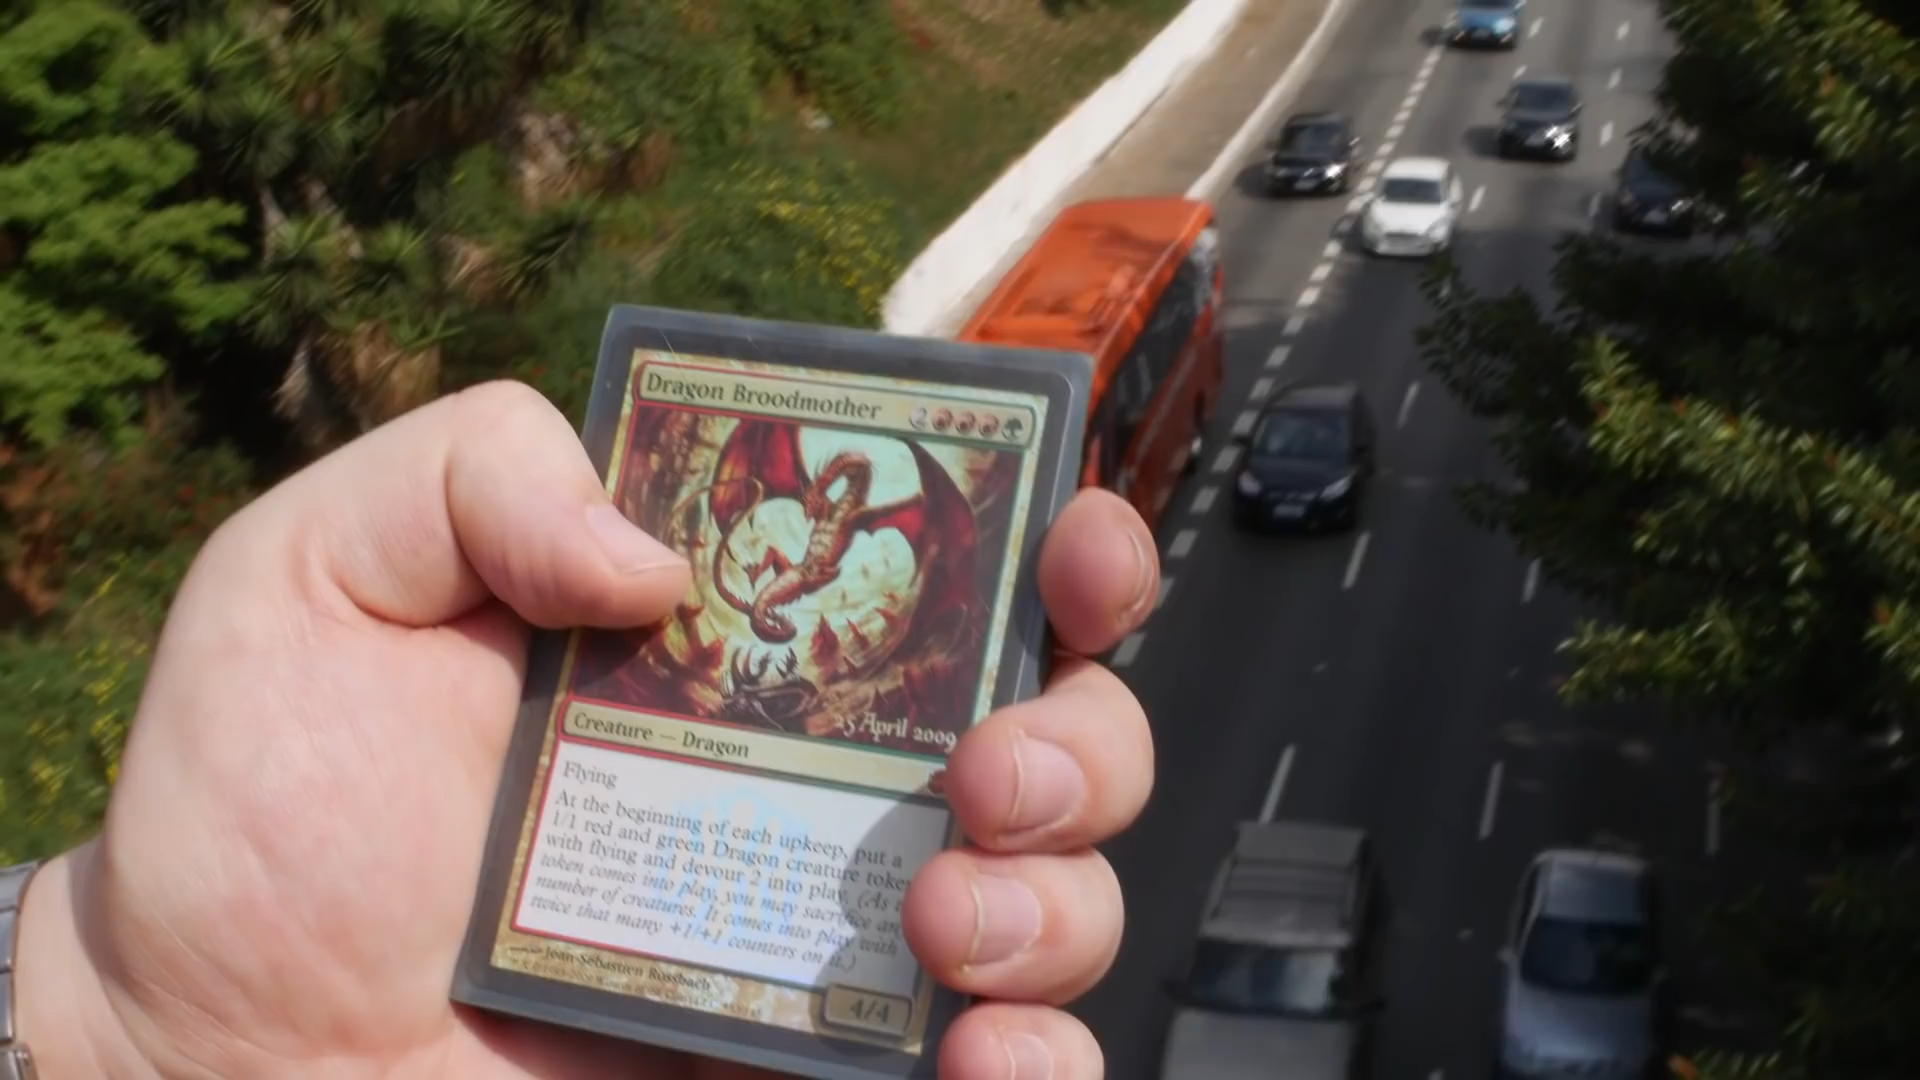 Dragon Broodmother 2
25 April 2009
Creature — Dragon
Flying
At the beginning of each upkeep, put a
1/1 red and green Dragon creature toke
with flying and devour 2 into play. (As
token comes into play, you may sacrifice an
number of creatures. It comes into play with
twice that many +1/+1 counters on it.)
Jean-Sébastien Rossbach
4/4